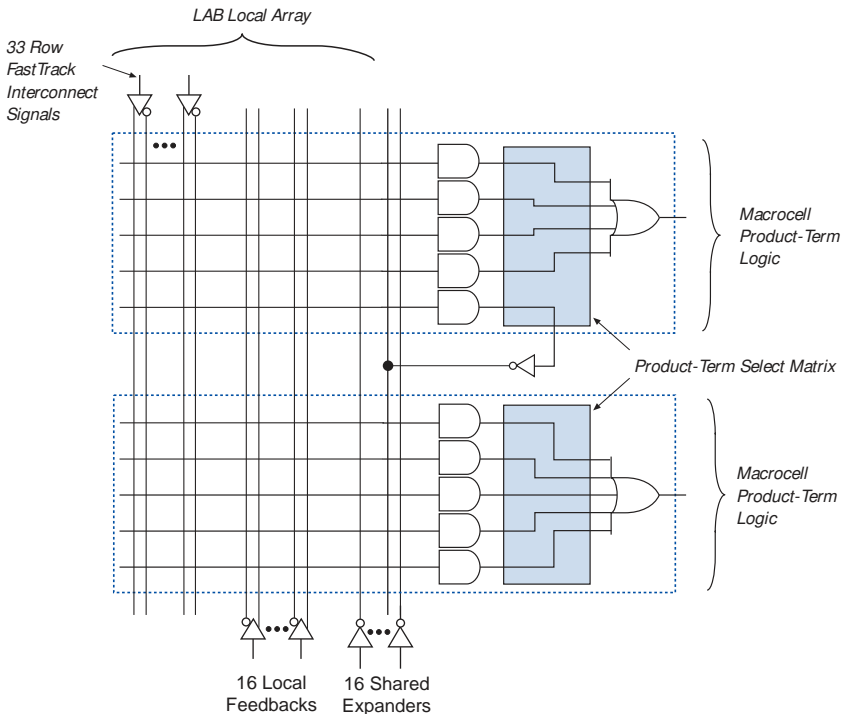 LAB Local Array
33 Row
FastTrack
Interconnect
Signals
Macrocell
Product-Term
Logic
Product-Term Select Matrix
Macrocell
Product-Term
Logic
16 Local
Feedbacks
16 Shared
Expanders